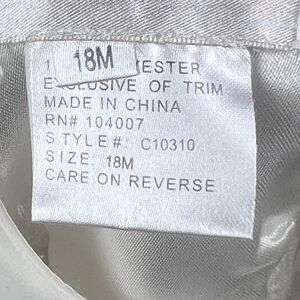 18M
EXCLUSIVE OF TRIM
MADE IN CHINA
RN# 104007
STYLE#: C10310
SIZE: 18M
CARE ON REVERSE